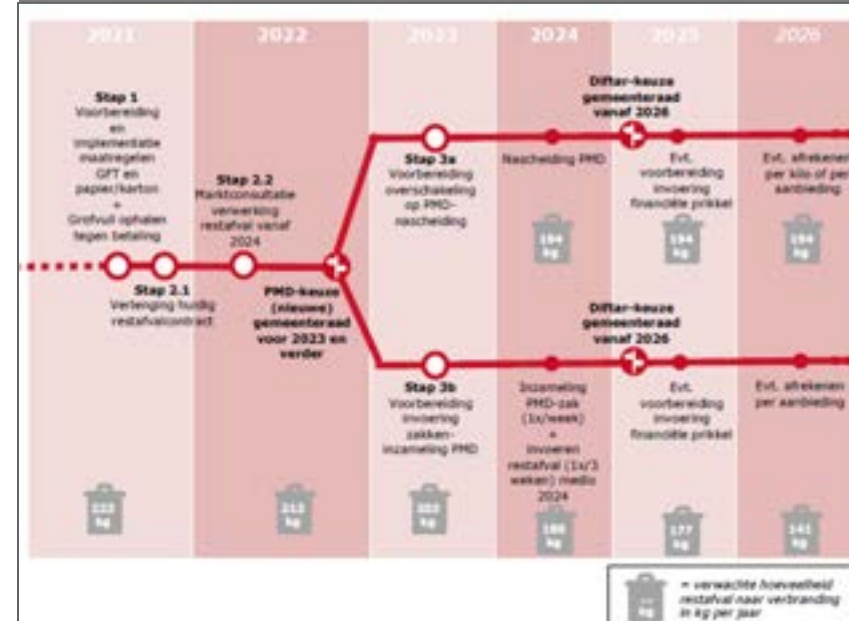 2021
2022
2023
2024
2025
2026
Stap 1
Voorbereiding
en
implementatie
maatregelen
GFT en
papier/karton
+
Grofvuil ophalen
tegen betaling
Stap 2.1
Verlenging huidig
restafvalcontract
Stap 2.2
Marktconsultatie
verwerking
restafval vanaf
2024
PMD-keuze
(nieuwe)
gemeenteraad
voor 2023 en
verder
Stap 3a
Voorbereiding
overschakeling
op PMD-
nascheiding
Nascheiding PMD
Diftar-keuze
gemeenteraad
vanaf 2026
Evt.
voorbereiding
invoering
financiële prikkel
Evt. afrekenen
per kilo of per
aanbieding
194
kg
194
kg
194
kg
Stap 3b
Voorbereiding
invoering
zakken-
inzameling PMD
Inzameling
PMD-zak
(1x/week)
+
invoeren
restafval (1x/3
weken) medio
2024
Diftar-keuze
gemeenteraad
vanaf 2026
Evt.
voorbereiding
invoering
financiële prikkel
Evt. afrekenen
per aanbieding
kg
212
kg
kg
kg
177
kg
141
kg
kg
= verwachte hoeveelheid
restafval naar verbranding
in kg per jaar